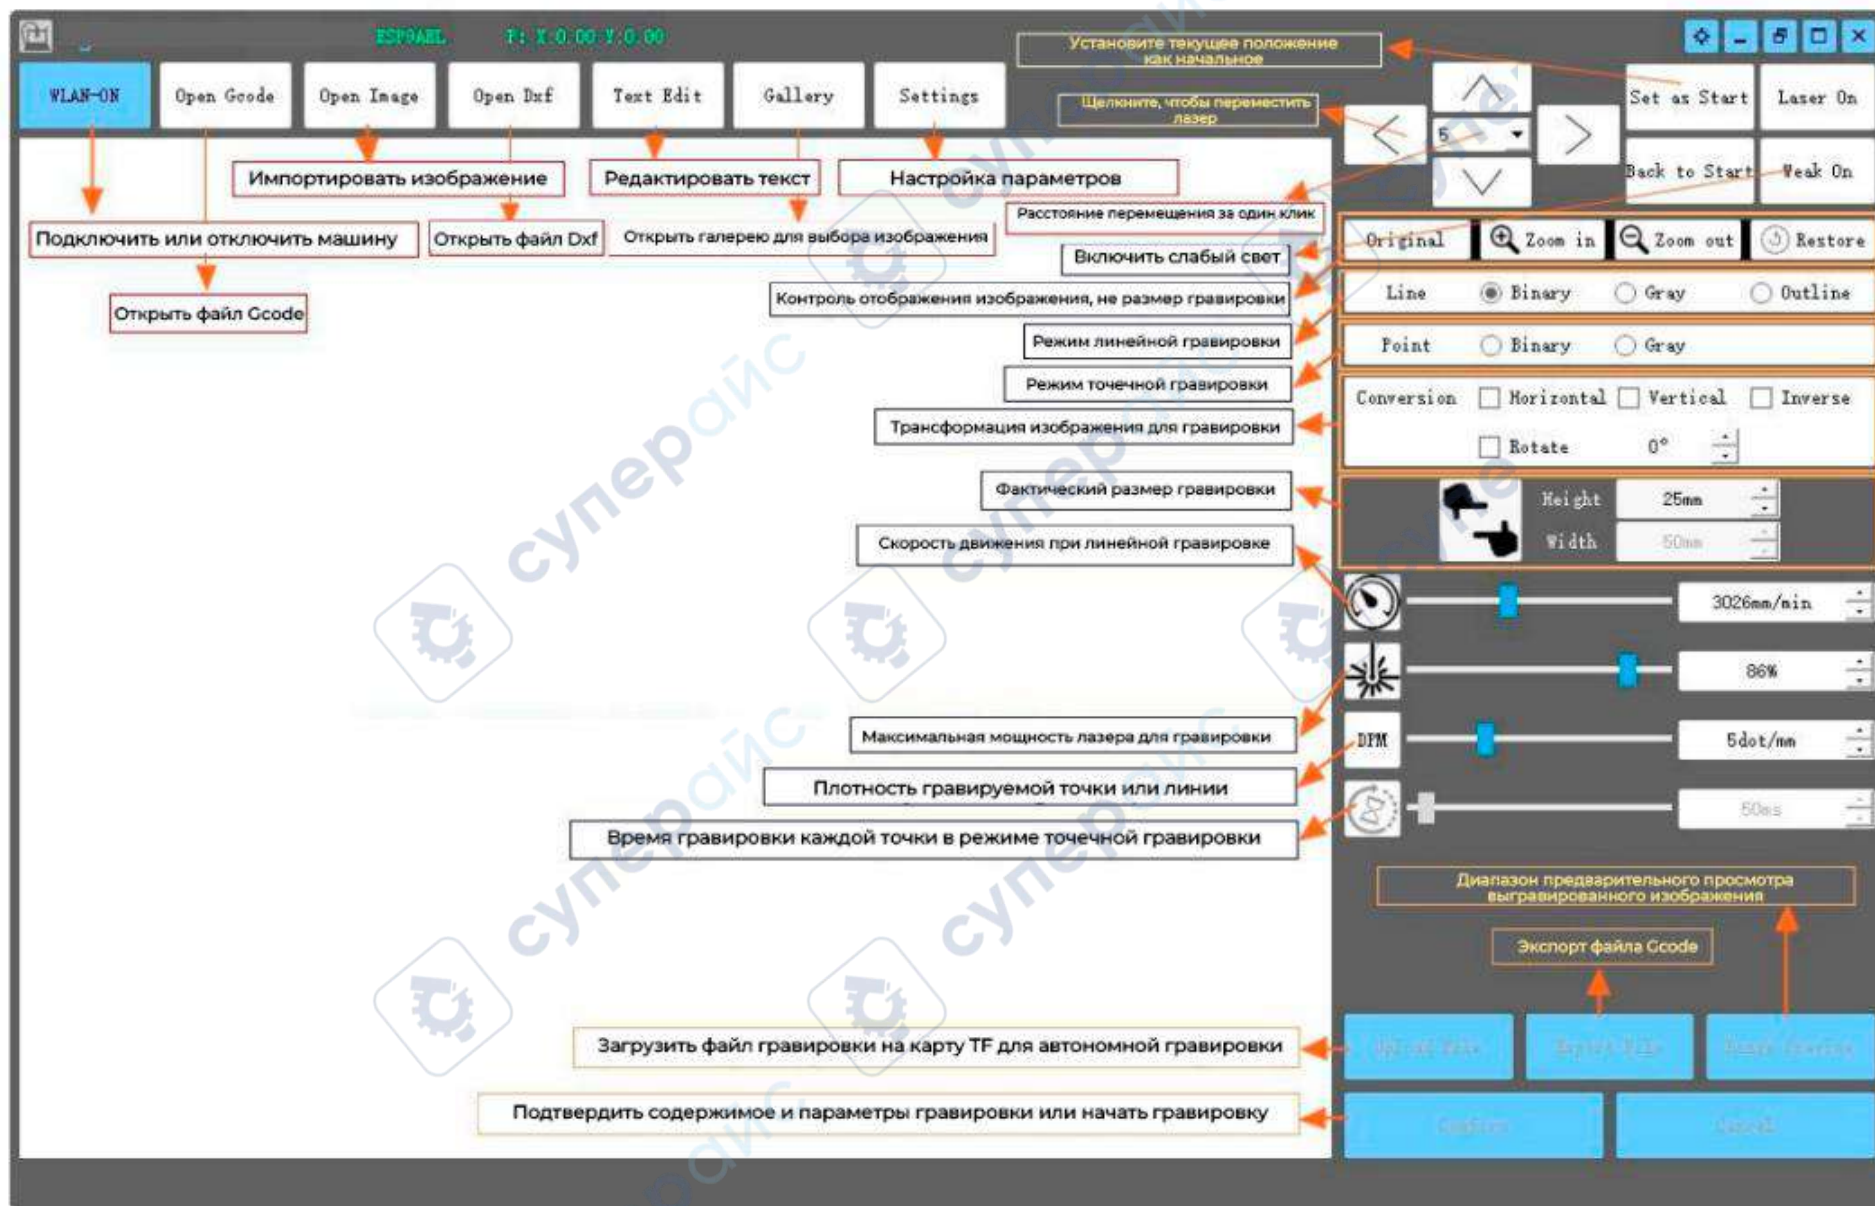 P: X:0.00 Y:0.00
Установите текущее положение
как начальное
WLAN-ON
Open Gcode
Open Image
Open Dxf
Text Edit
Gallery
Settings
Щелкните, чтобы переместить
лазер
5
Set as Start
Laser On
Back to Start
Weak On
Импортировать изображение
Редактировать текст
Настройка параметров
Расстояние перемещения за один клик
Подключить или отключить машину
Открыть файл Dxf
Открыть галерею для выбора изображения
Включить слабый свет
Original
Zoom in
Zoom out
Restore
Открыть файл Gcode
Контроль отображения изображения, не размер гравировки
Line
Binary
Gray
Outline
Режим линейной гравировки
Point
Binary
Gray
Режим точечной гравировки
Conversion
Horizontal
Vertical
Inverse
Трансформация изображения для гравировки
Rotate
0°
Фактический размер гравировки
Height
25mm
Width
50mm
Скорость движения при линейной гравировке
3026mm/min
86%
Максимальная мощность лазера для гравировки
DPM
5dot/mm
Плотность гравируемой точки или линии
50ms
Время гравировки каждой точки в режиме точечной гравировки
Диапазон предварительного просмотра
выгравированного изображения
Экспорт файла Gcode
Загрузить файл гравировки на карту TF для автономной гравировки
Export File
Подтвердить содержимое и параметры гравировки или начать гравировку
Confirm
Cancel
суперайс
суперайс
суперайс
суперайс